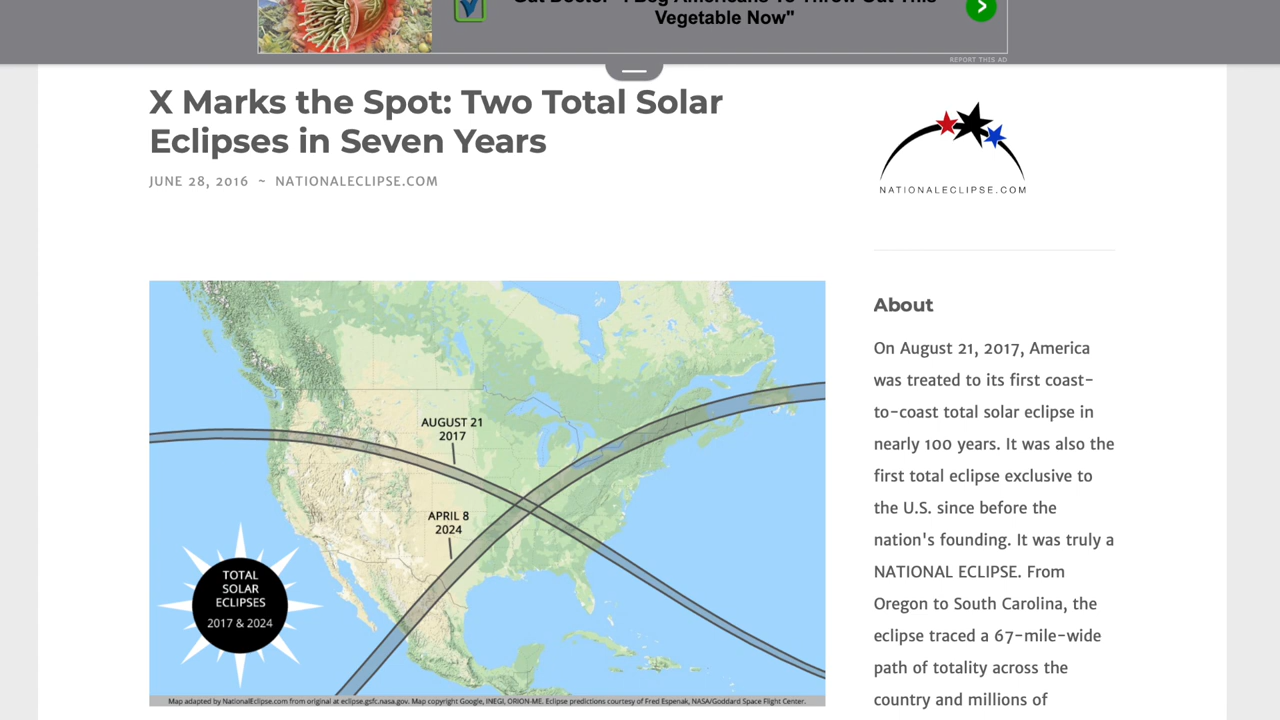 Gut Doctor "I Beg Americans To Throw Out This
Vegetable Now"
REPORT THIS AD
X Marks the Spot: Two Total Solar
Eclipses in Seven Years
JUNE 28, 2016 ~ NATIONALECLIPSE.COM
AUGUST 21
2017
APRIL 8
2024
TOTAL
SOLAR
ECLIPSES
2017 & 2024
Map adapted by NationalEclipse.com from original at eclipse.gsfc.nasa.gov. Map copyright Google, INEGI, ORION-ME. Eclipse predictions courtesy of Fred Espenak, NASA/Goddard Space Flight Center.
NATIONALECLIPSE.COM
About
On August 21, 2017, America
was treated to its first coast-
to-coast total solar eclipse in
nearly 100 years. It was also the
first total eclipse exclusive to
the U.S. since before the
nation's founding. It was truly a
NATIONAL ECLIPSE. From
Oregon to South Carolina, the
eclipse traced a 67-mile-wide
path of totality across the
country and millions of